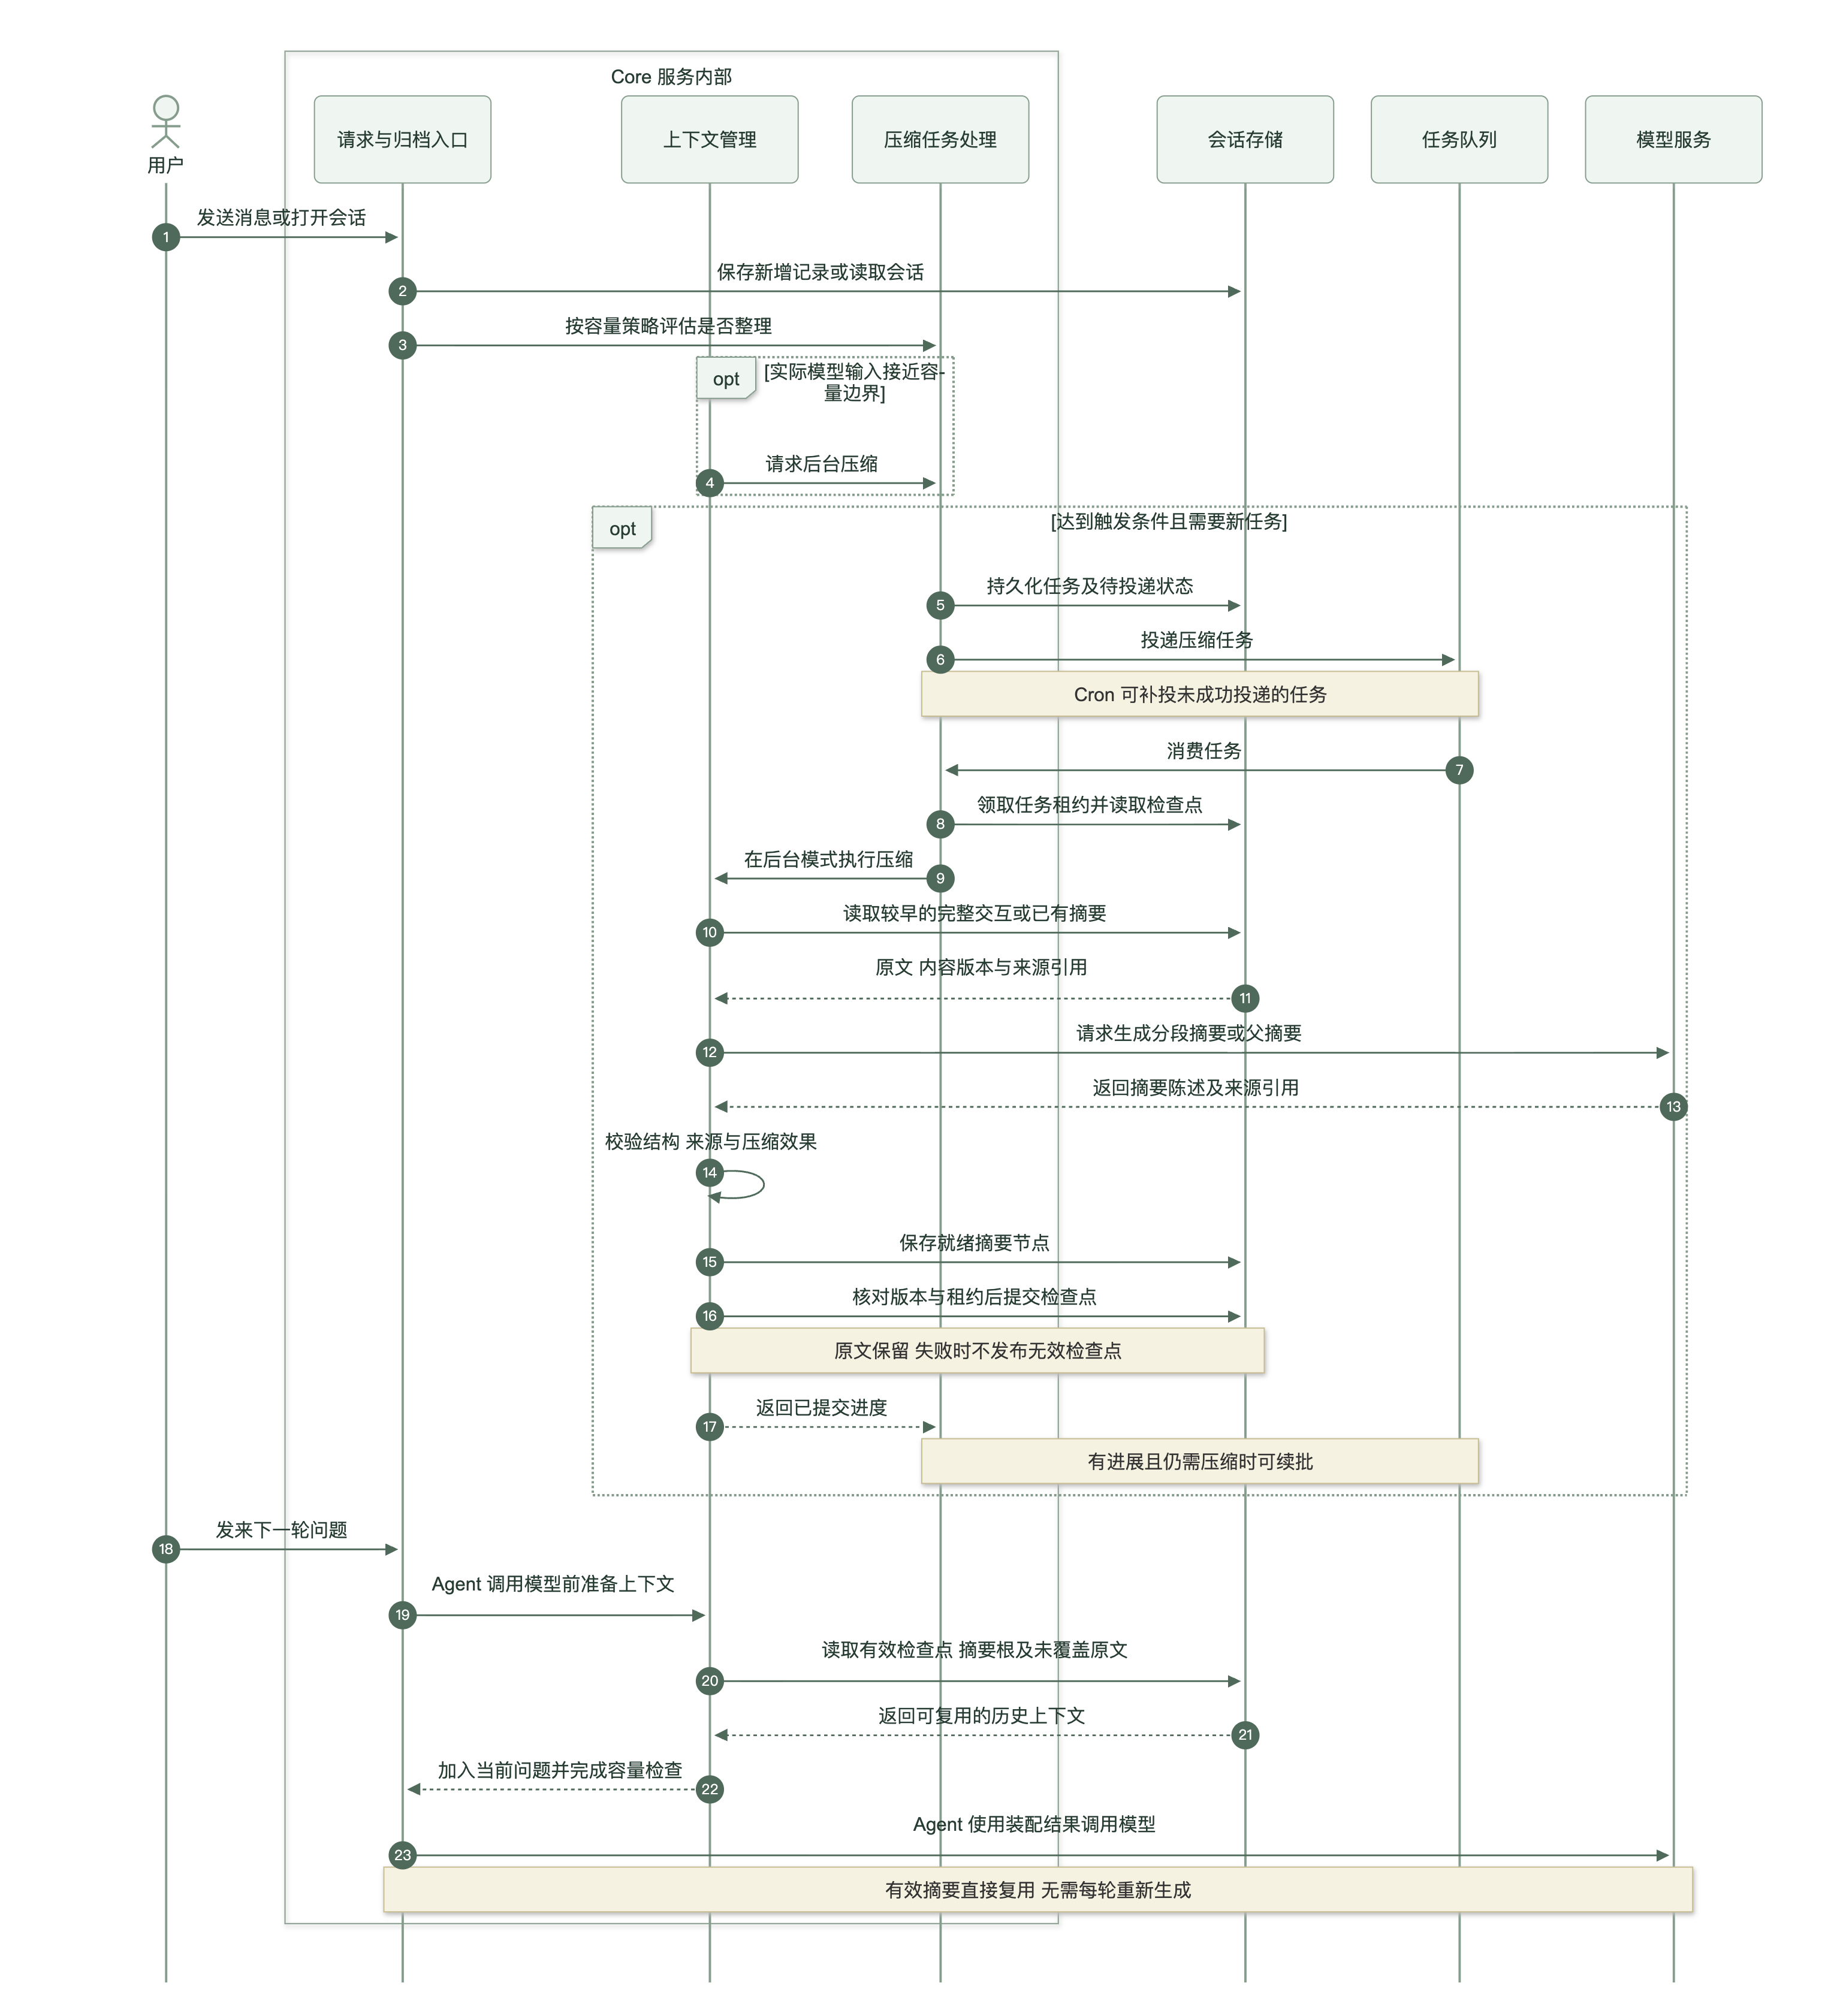 Core 服务内部
用户
请求与归档入口
上下文管理
压缩任务处理
会话存储
任务队列
模型服务
发送消息或打开会话
1
保存新增记录或读取会话
2
按容量策略评估是否整理
3
opt
[实际模型输入接近容-
量边界]
请求后台压缩
4
opt
[达到触发条件且需要新任务]
持久化任务及待投递状态
5
投递压缩任务
6
Cron 可补投未成功投递的任务
消费任务
7
领取任务租约并读取检查点
8
在后台模式执行压缩
9
读取较早的完整交互或已有摘要
10
原文 内容版本与来源引用
11
请求生成分段摘要或父摘要
12
返回摘要陈述及来源引用
13
校验结构 来源与压缩效果
14
保存就绪摘要节点
15
核对版本与租约后提交检查点
16
原文保留 失败时不发布无效检查点
返回已提交进度
17
有进展且仍需压缩时可续批
发来下一轮问题
18
Agent 调用模型前准备上下文
19
读取有效检查点 摘要根及未覆盖原文
20
返回可复用的历史上下文
21
加入当前问题并完成容量检查
22
Agent 使用装配结果调用模型
23
有效摘要直接复用 无需每轮重新生成